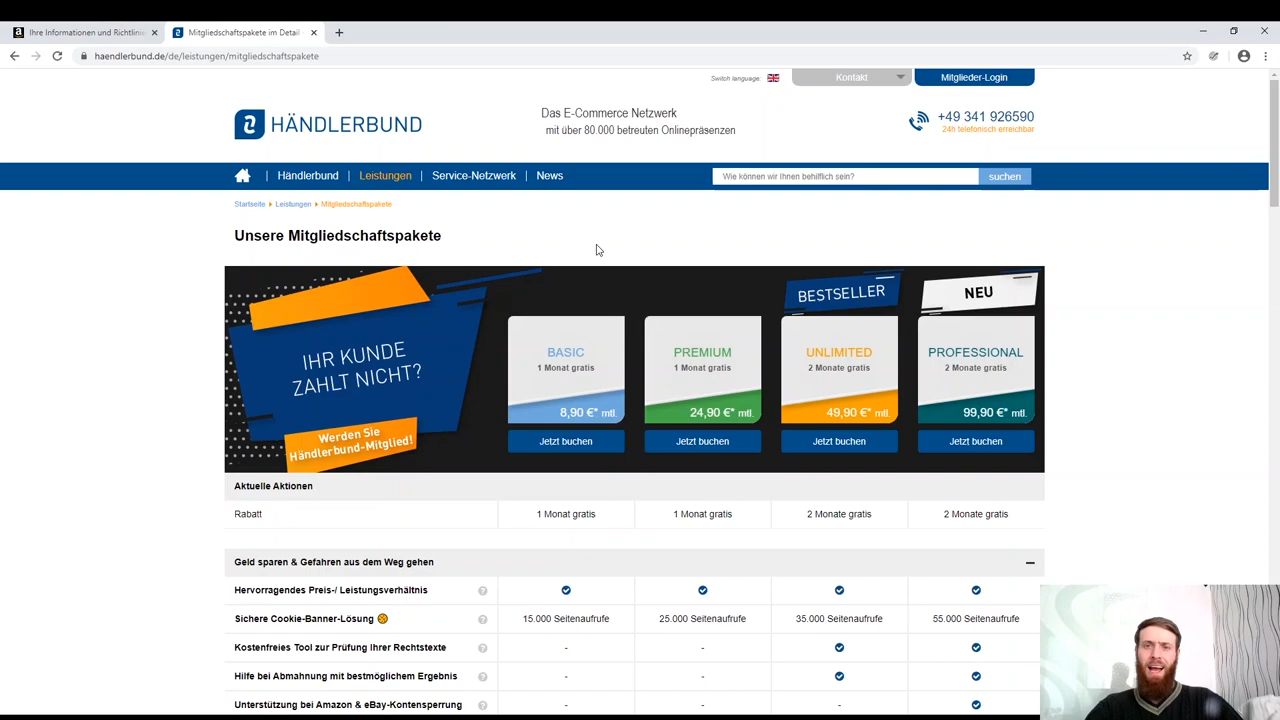 Ihre Informationen und Richtlinie
Mitgliedschaftspakete im Detail
haendlerbund.de/de/leistungen/mitgliedschaftspakete
Switch language:
Kontakt
Mitglieder-Login
HÄNDLERBUND
Das E-Commerce Netzwerk
mit über 80.000 betreuten Onlinepräsenzen
+49 341 926590
24h telefonisch erreichbar
Händlerbund | Leistungen | Service-Netzwerk | News
Wie können wir Ihnen behilflich sein?
suchen
Startseite Leistungen Mitgliedschaftspakete
Unsere Mitgliedschaftspakete
IHR KUNDE
ZAHLT NICHT?
Werden Sie
Händlerbund-Mitglied!
BESTSELLER
NEU
BASIC
1 Monat gratis
8,90 €* mtl.
Jetzt buchen
PREMIUM
1 Monat gratis
24,90 €* mtl.
Jetzt buchen
UNLIMITED
2 Monate gratis
49,90 €* mtl.
Jetzt buchen
PROFESSIONAL
2 Monate gratis
99,90 €* mtl.
Jetzt buchen
Aktuelle Aktionen
Rabatt 1 Monat gratis 1 Monat gratis 2 Monate gratis 2 Monate gratis
Geld sparen & Gefahren aus dem Weg gehen
Hervorragendes Preis-/ Leistungsverhältnis ?
Sichere Cookie-Banner-Lösung ? 15.000 Seitenaufrufe 25.000 Seitenaufrufe 35.000 Seitenaufrufe 55.000 Seitenaufrufe
Kostenfreies Tool zur Prüfung Ihrer Rechtstexte ? - -
Hilfe bei Abmahnung mit bestmöglichem Ergebnis ? - -
Unterstützung bei Amazon & eBay-Kontensperrung ? - - -